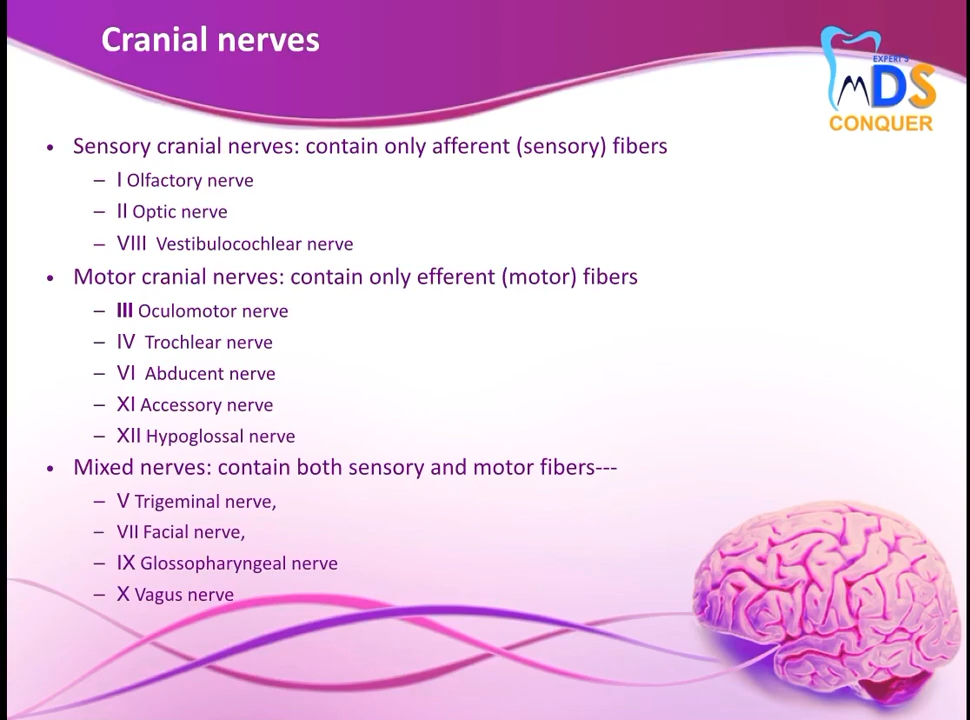 Cranial nerves
EXPERT'S
MDS
CONQUER
• Sensory cranial nerves: contain only afferent (sensory) fibers
– I Olfactory nerve
– II Optic nerve
– VIII Vestibulocochlear nerve
• Motor cranial nerves: contain only efferent (motor) fibers
– III Oculomotor nerve
– IV Trochlear nerve
– VI Abducent nerve
– XI Accessory nerve
– XII Hypoglossal nerve
• Mixed nerves: contain both sensory and motor fibers---
– V Trigeminal nerve,
– VII Facial nerve,
– IX Glossopharyngeal nerve
– X Vagus nerve